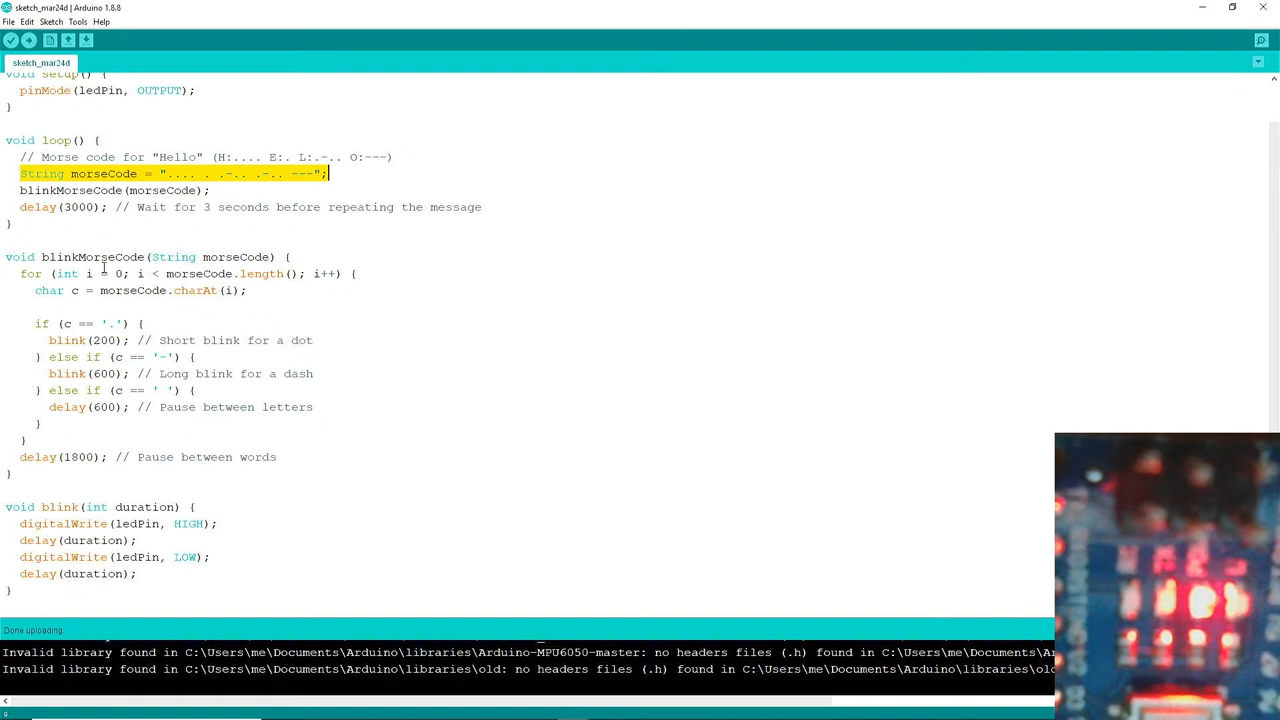 sketch_mar24d | Arduino 1.8.8
File Edit Sketch Tools Help
sketch_mar24d
void setup() {
pinMode(ledPin, OUTPUT);
}
void loop() {
// Morse code for "Hello" (H:.... E:. L:.-.. O:---)
String morseCode = ".... . .-.. .-.. ---";
blinkMorseCode(morseCode);
delay(3000); // Wait for 3 seconds before repeating the message
}
void blinkMorseCode(String morseCode) {
for (int i = 0; i < morseCode.length(); i++) {
char c = morseCode.charAt(i);
if (c == '.') {
blink(200); // Short blink for a dot
} else if (c == '-') {
blink(600); // Long blink for a dash
} else if (c == ' ') {
delay(600); // Pause between letters
}
}
delay(1800); // Pause between words
}
void blink(int duration) {
digitalWrite(ledPin, HIGH);
delay(duration);
digitalWrite(ledPin, LOW);
delay(duration);
}
Done uploading.
Invalid library found in C:\Users\me\Documents\Arduino\libraries\Arduino-MPU6050-master: no headers files (.h) found in C:\Users\me\Documents\Ar
Invalid library found in C:\Users\me\Documents\Arduino\libraries\old: no headers files (.h) found in C:\Users\me\Documents\Arduino\libraries\old